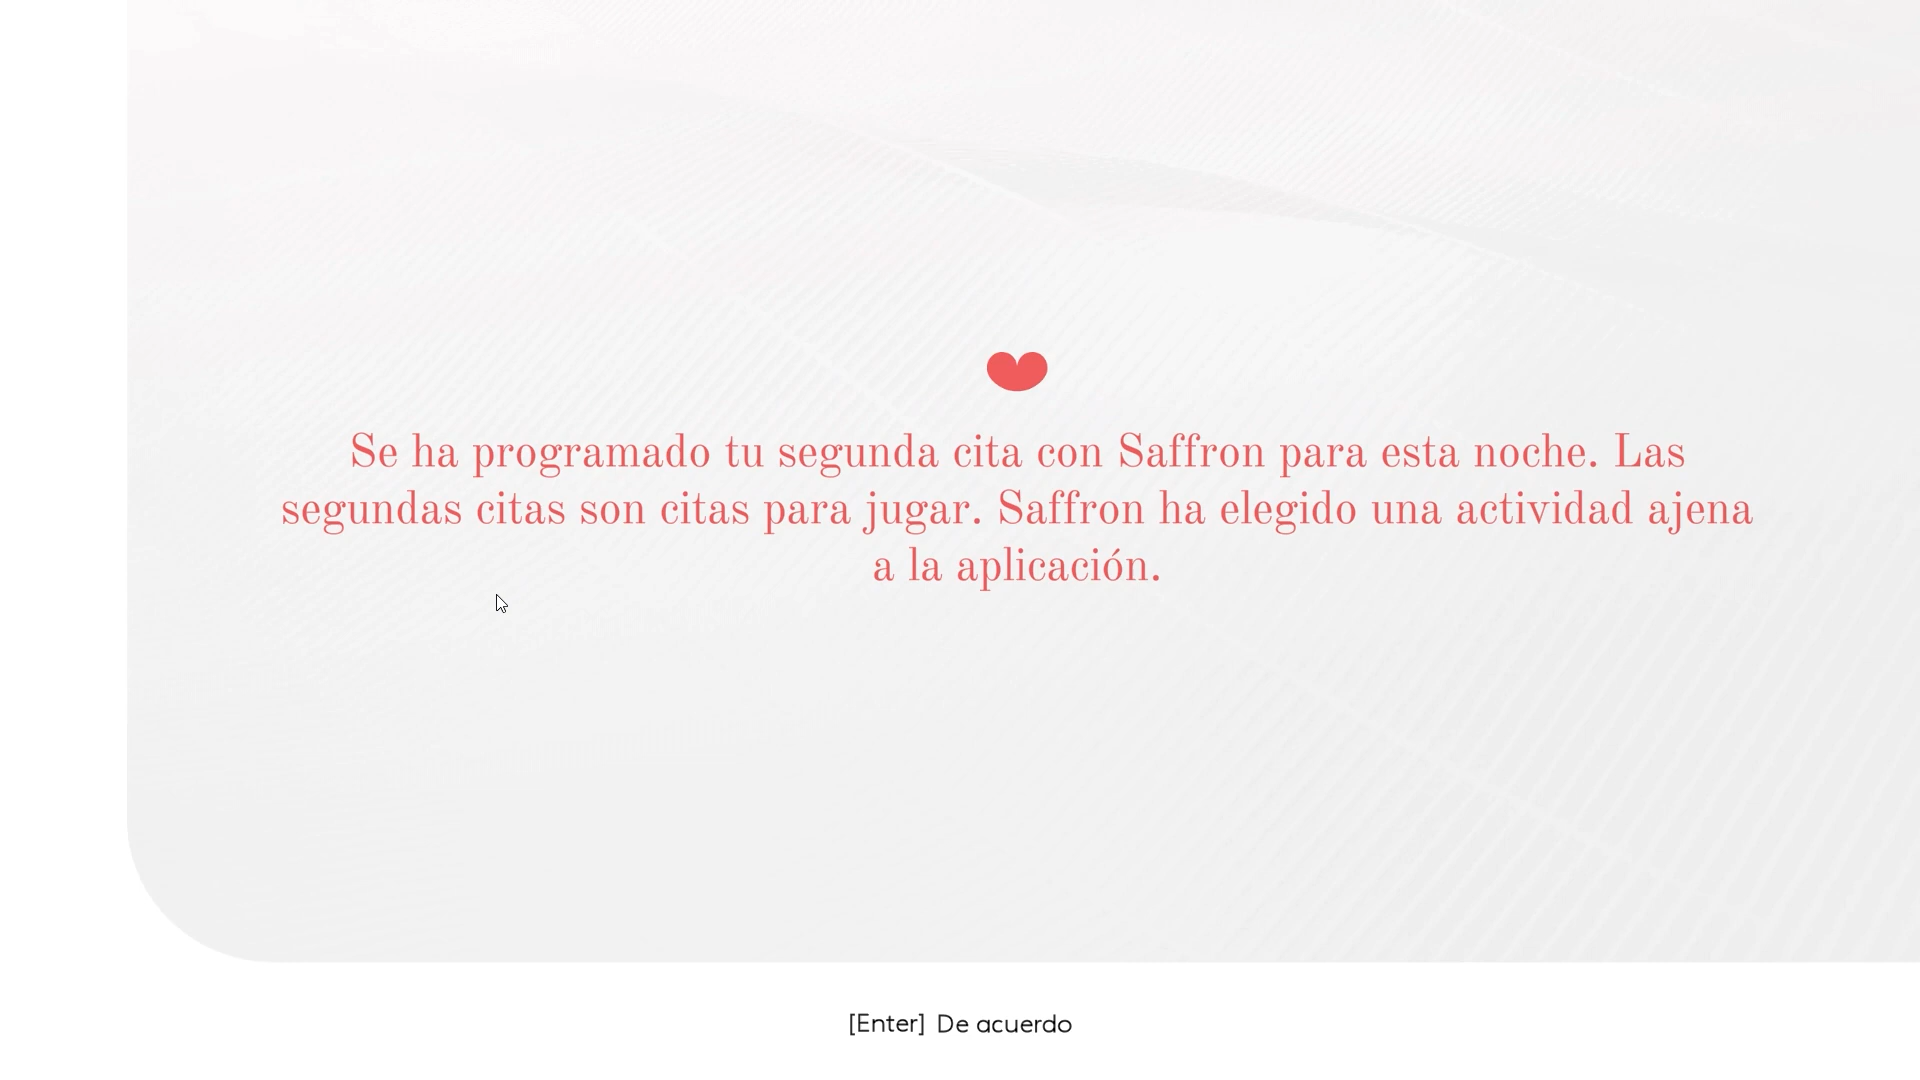 Se ha programado tu segunda cita con Saffron para esta noche. Las
segundas citas son citas para jugar. Saffron ha elegido una actividad ajena
a la aplicación.
[Enter] De acuerdo